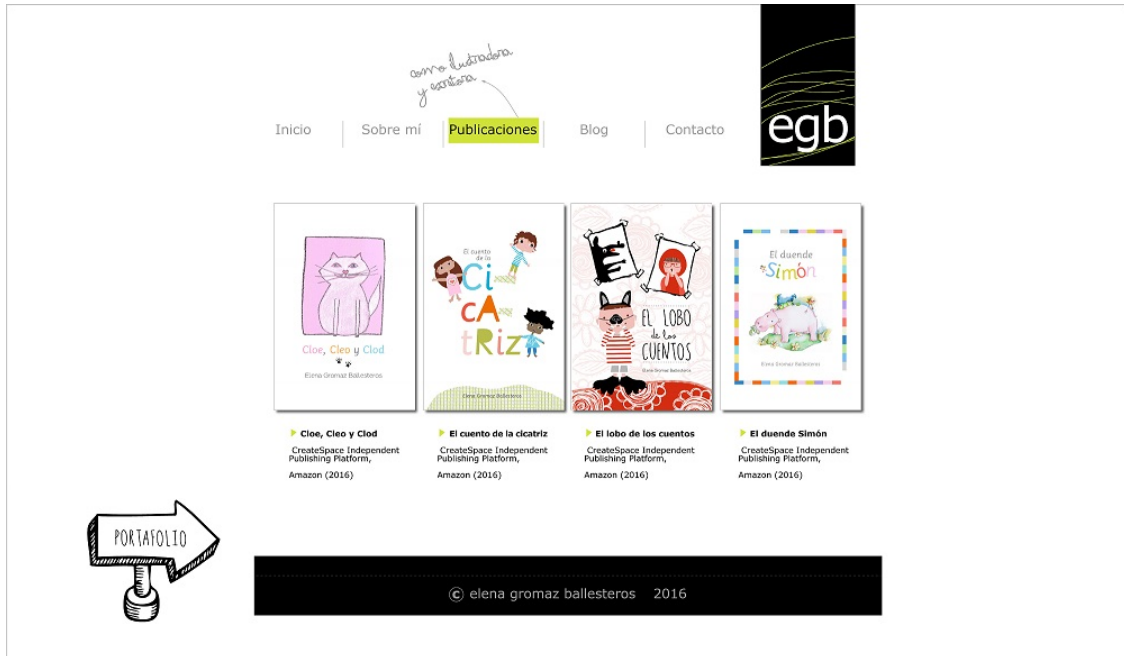 como ilustradora
y escritora
Inicio
Sobre mí
Publicaciones
Blog
Contacto
egb
Cloe, Cleo y Clod
Elena Gromaz Ballesteros
El cuento
de la
Ci
cA
tRiz
Elena Gromaz Ballesteros
EL LOBO
de los
CUENTOS
Elena Gromaz Ballesteros
El duende
Simón
Elena Gromaz Ballesteros
Cloe, Cleo y Clod
CreateSpace Independent
Publishing Platform,
Amazon (2016)
El cuento de la cicatriz
CreateSpace Independent
Publishing Platform,
Amazon (2016)
El lobo de los cuentos
CreateSpace Independent
Publishing Platform,
Amazon (2016)
El duende Simón
CreateSpace Independent
Publishing Platform,
Amazon (2016)
PORTAFOLIO
© elena gromaz ballesteros 2016